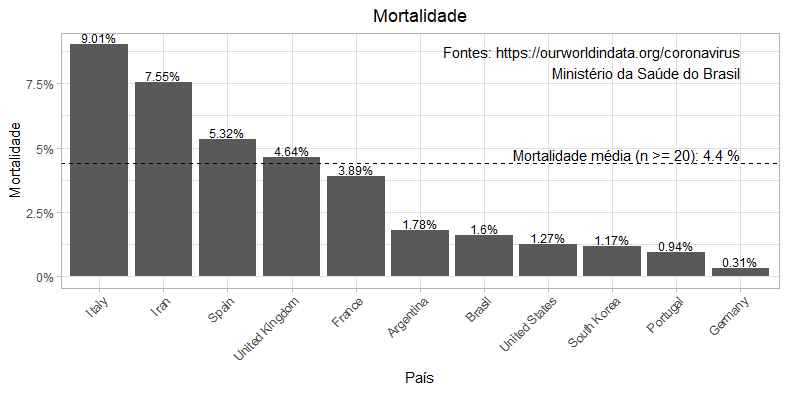 Mortalidade
Fontes: https://ourworldindata.org/coronavirus
Ministério da Saúde do Brasil
Mortalidade média (n >= 20): 4.4 %
9.01%
7.55%
5.32%
4.64%
3.89%
1.78%
1.6%
1.27%
1.17%
0.94%
0.31%
Mortalidade
7.5%
5%
2.5%
0%
Italy
Iran
Spain
United Kingdom
France
Argentina
Brasil
United States
South Korea
Portugal
Germany
País